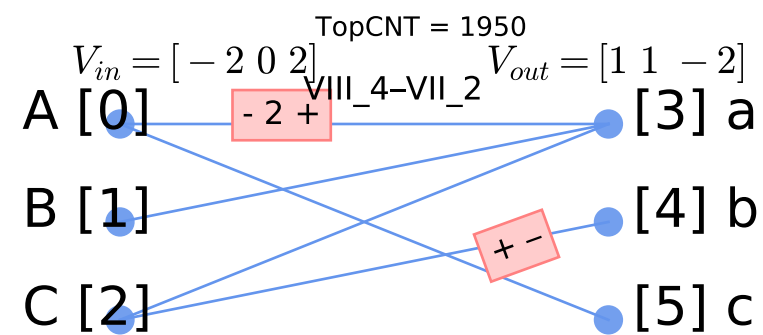 TopCNT = 1950
V_in = [ − 2 0 2] V_out = [1 1 − 2]
VIII_4–VII_2
A [0] - 2 + [3] a
B [1] [4] b
+ −
C [2] [5] c